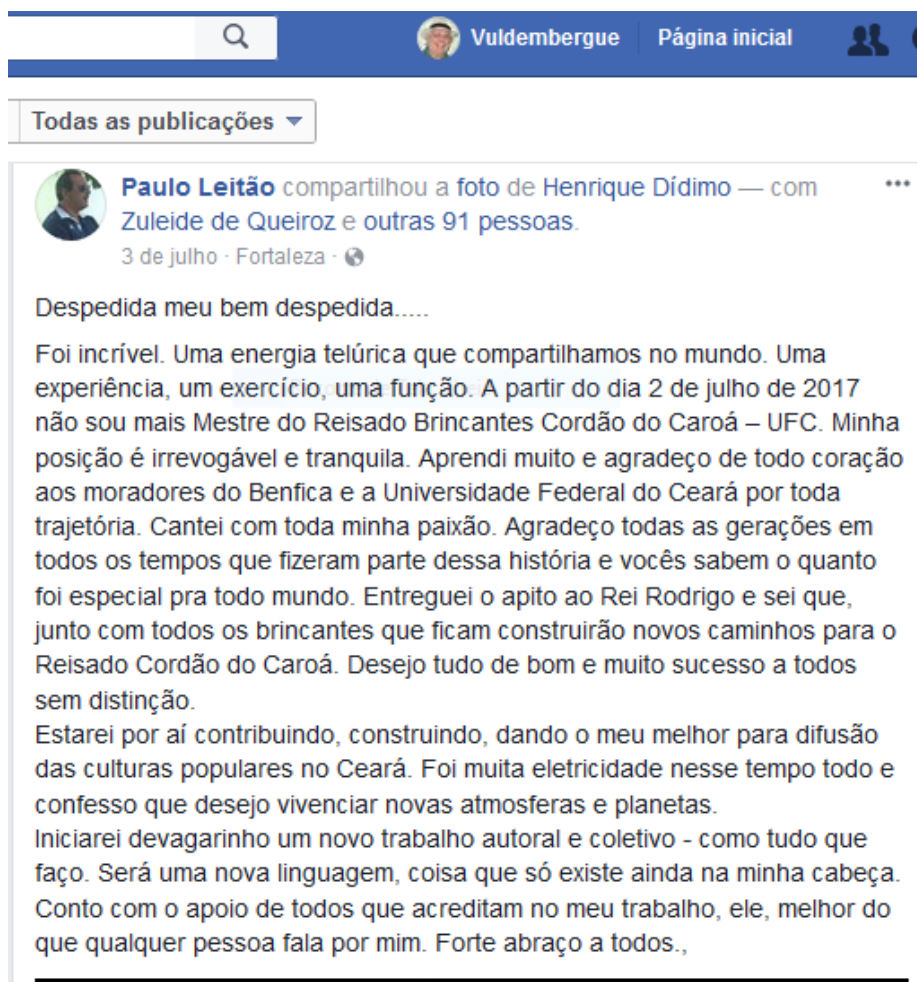 Vuldembergue Página inicial
Todas as publicações
Paulo Leitão compartilhou a foto de Henrique Dídimo — com
Zuleide de Queiroz e outras 91 pessoas.
3 de julho · Fortaleza ·
Despedida meu bem despedida.....
Foi incrível. Uma energia telúrica que compartilhamos no mundo. Uma
experiência, um exercício, uma função. A partir do dia 2 de julho de 2017
não sou mais Mestre do Reisado Brincantes Cordão do Caroá – UFC. Minha
posição é irrevogável e tranquila. Aprendi muito e agradeço de todo coração
aos moradores do Benfica e a Universidade Federal do Ceará por toda
trajetória. Cantei com toda minha paixão. Agradeço todas as gerações em
todos os tempos que fizeram parte dessa história e vocês sabem o quanto
foi especial pra todo mundo. Entreguei o apito ao Rei Rodrigo e sei que,
junto com todos os brincantes que ficam construirão novos caminhos para o
Reisado Cordão do Caroá. Desejo tudo de bom e muito sucesso a todos
sem distinção.
Estarei por aí contribuindo, construindo, dando o meu melhor para difusão
das culturas populares no Ceará. Foi muita eletricidade nesse tempo todo e
confesso que desejo vivenciar novas atmosferas e planetas.
Iniciarei devagarinho um novo trabalho autoral e coletivo - como tudo que
faço. Será uma nova linguagem, coisa que só existe ainda na minha cabeça.
Conto com o apoio de todos que acreditam no meu trabalho, ele, melhor do
que qualquer pessoa fala por mim. Forte abraço a todos.,